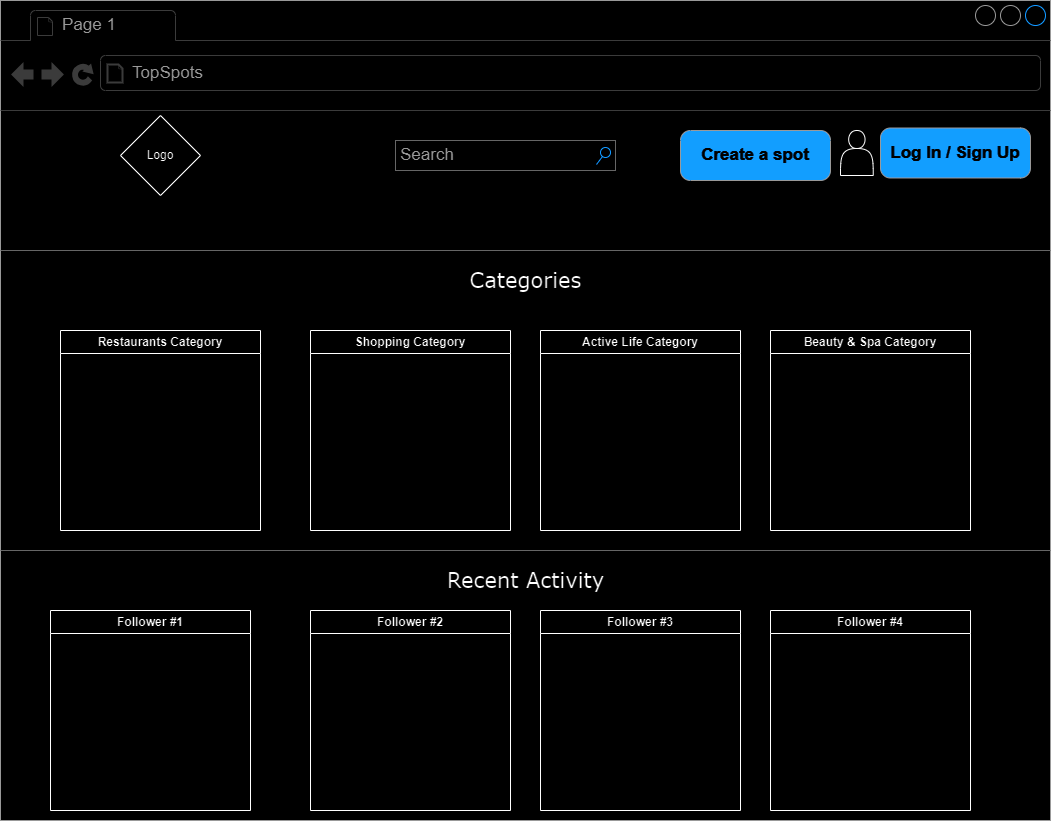 Page 1
TopSpots
Logo
Search
Create a spot
Log In / Sign Up
Categories
Restaurants Category
Shopping Category
Active Life Category
Beauty & Spa Category
Recent Activity
Follower #1
Follower #2
Follower #3
Follower #4